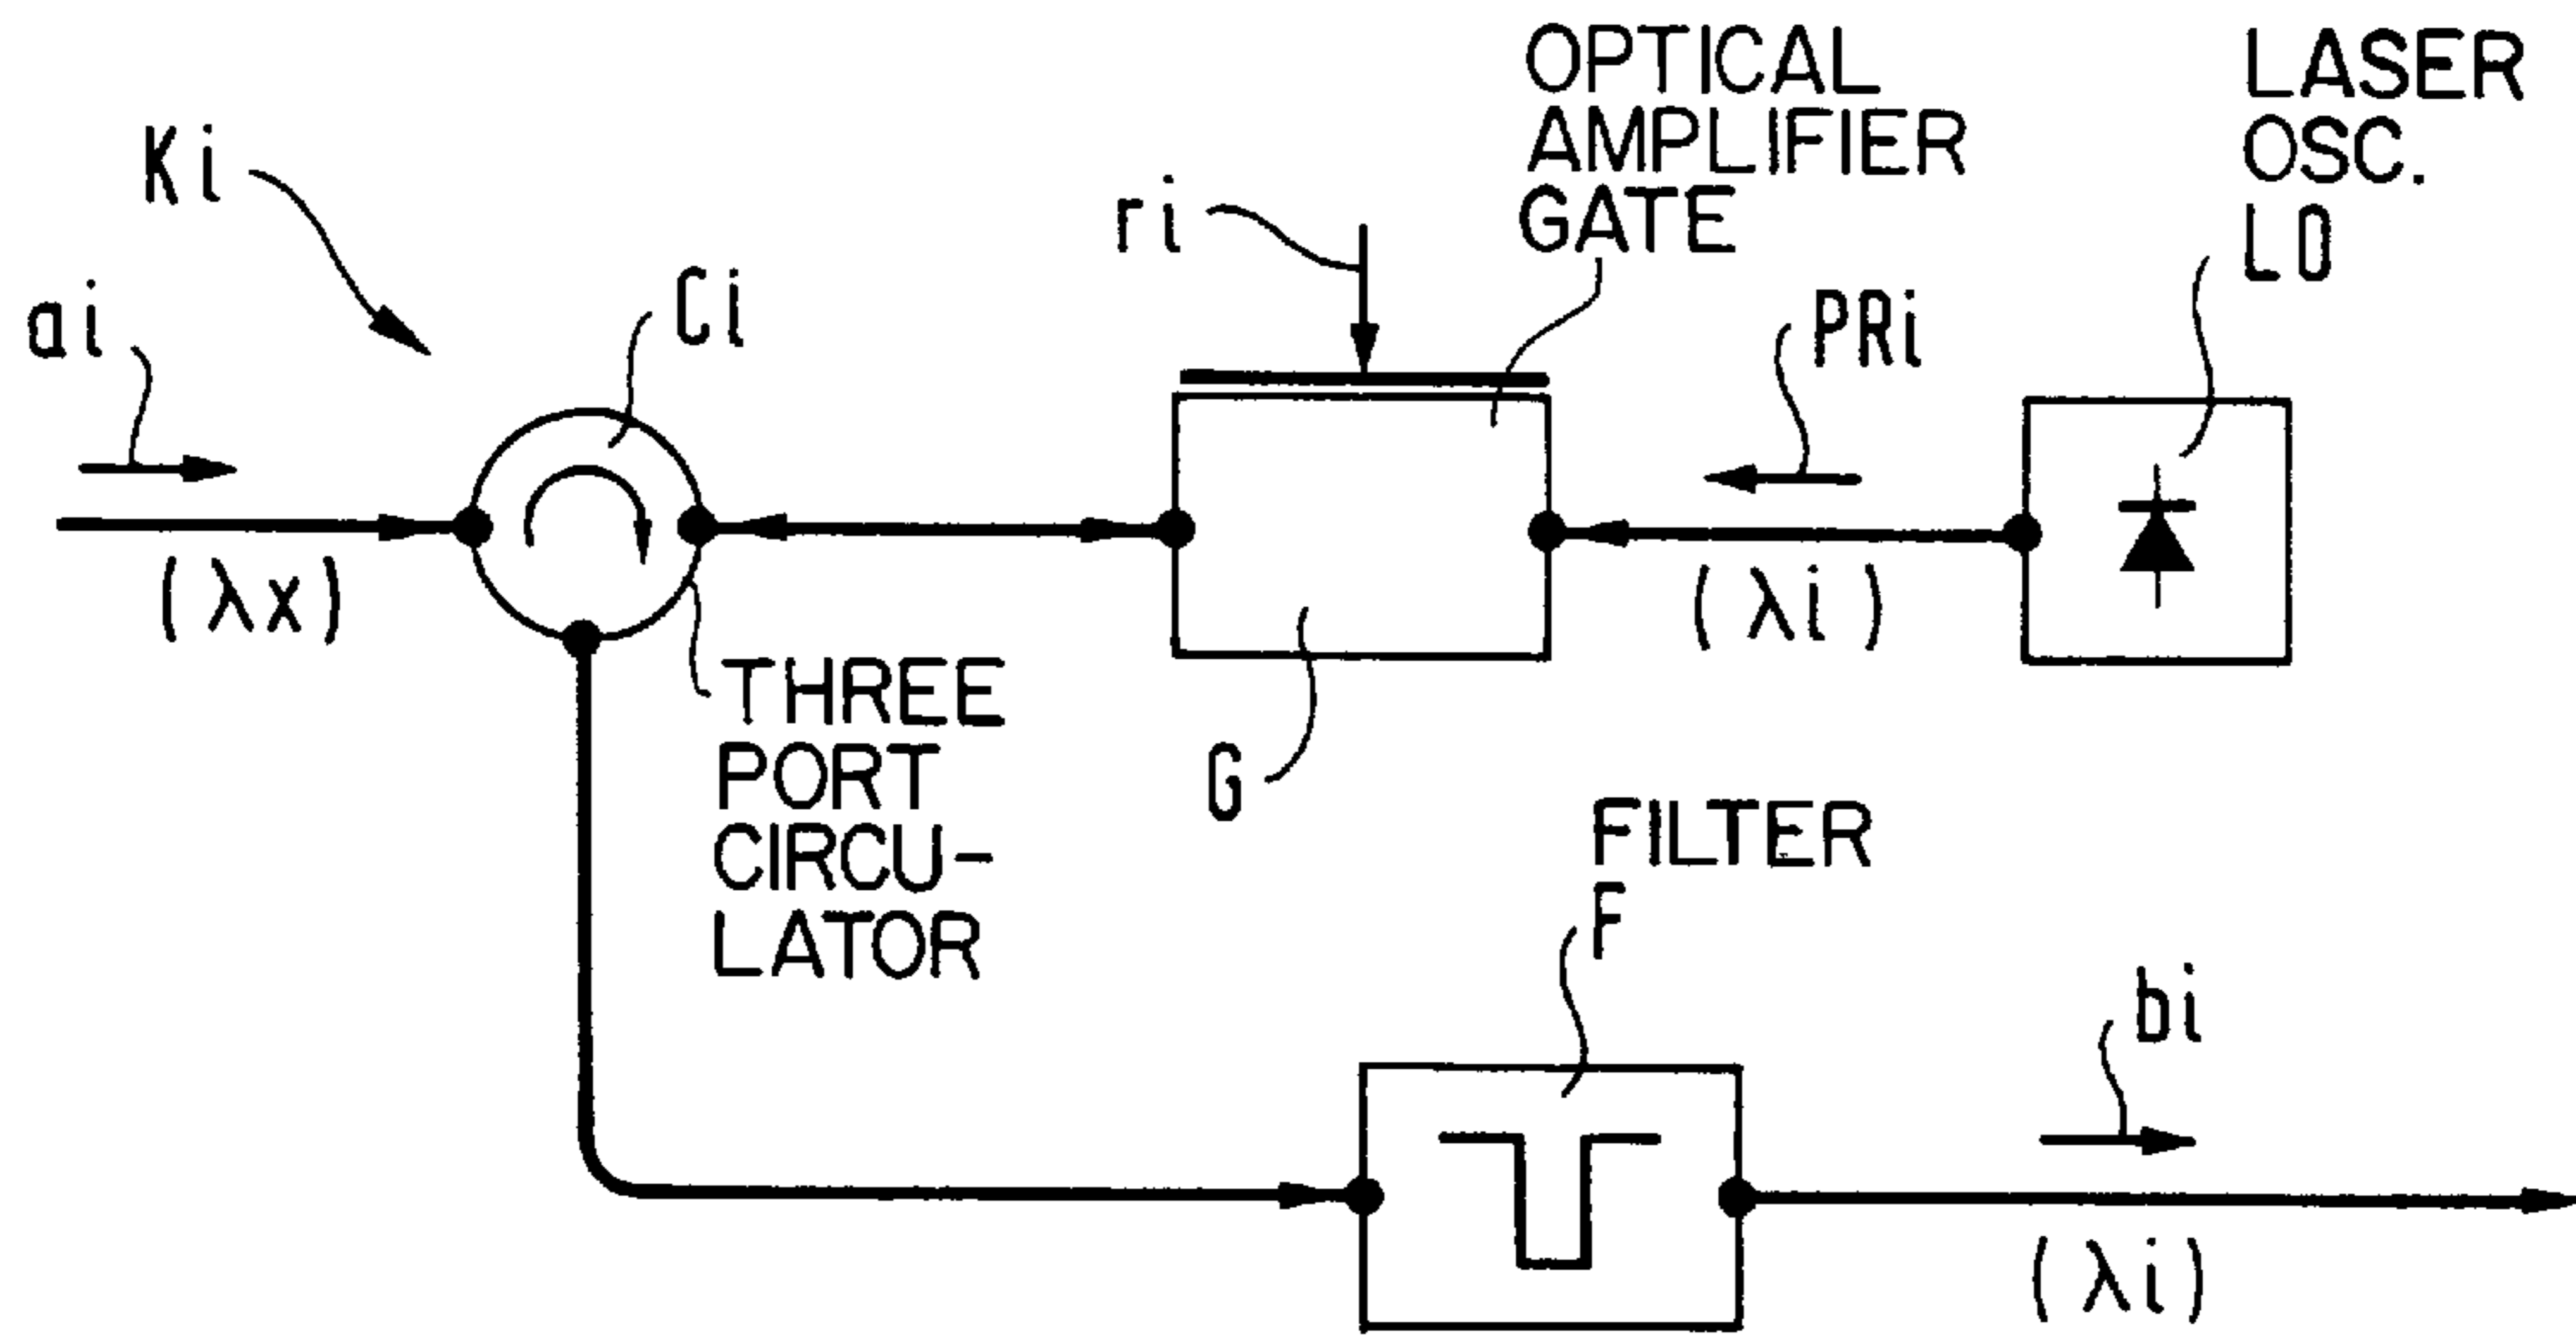 OPTICAL
AMPLIFIER
GATE
LASER
OSC.
LO
Ki
ri
ai
Ci
PRi
(λx)
(λi)
THREE
PORT
CIRCU-
LATOR
G
FILTER
F
bi
(λi)